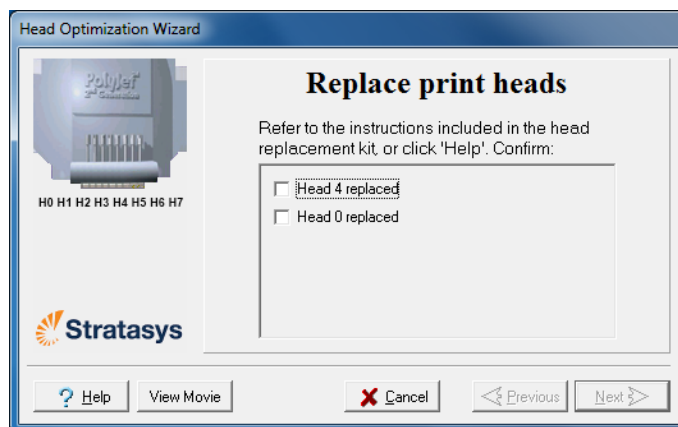 Head Optimization Wizard
PolyJet
H0 H1 H2 H3 H4 H5 H6 H7
Stratasys
Replace print heads
Refer to the instructions included in the head
replacement kit, or click 'Help'. Confirm:
Head 4 replaced
Head 0 replaced
Help
View Movie
Cancel
Previous
Next